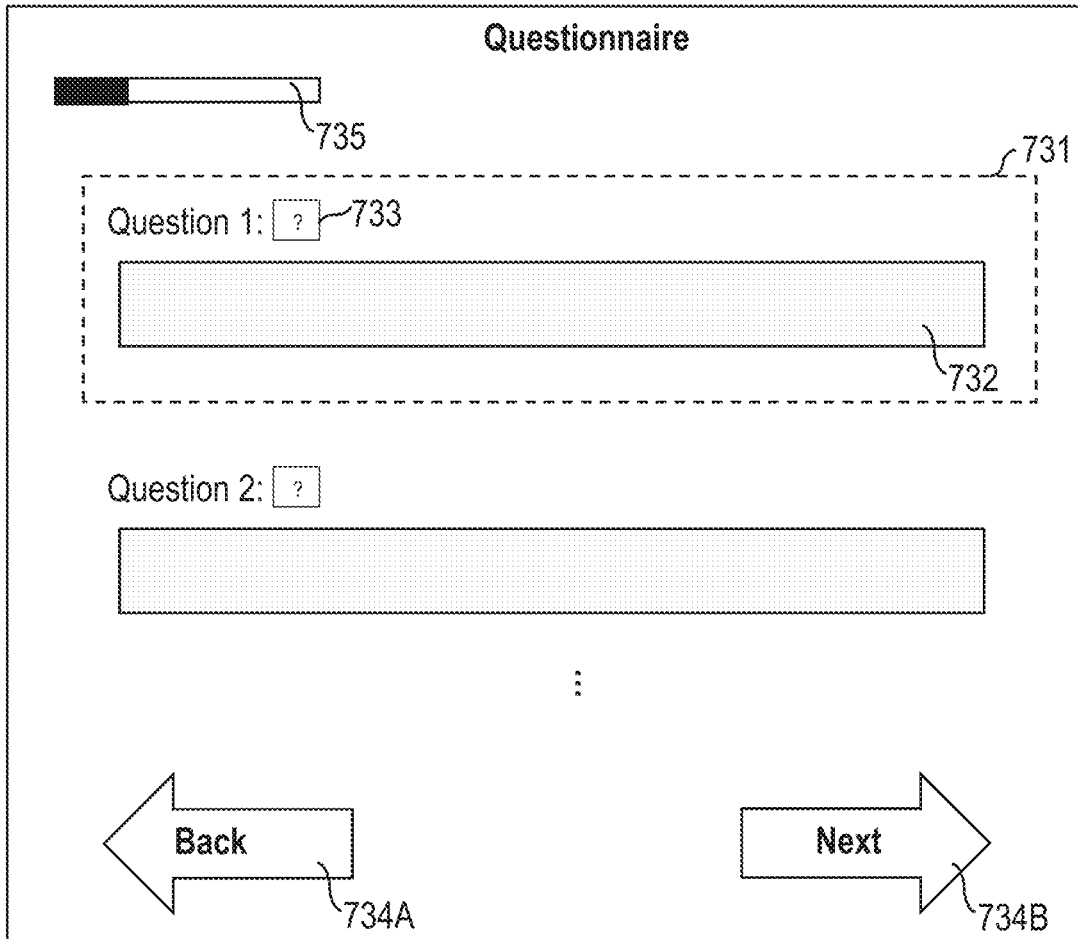 Questionnaire
735
731
Question 1: ? 733
732
Question 2: ?
⋮
Back Next
734A 734B